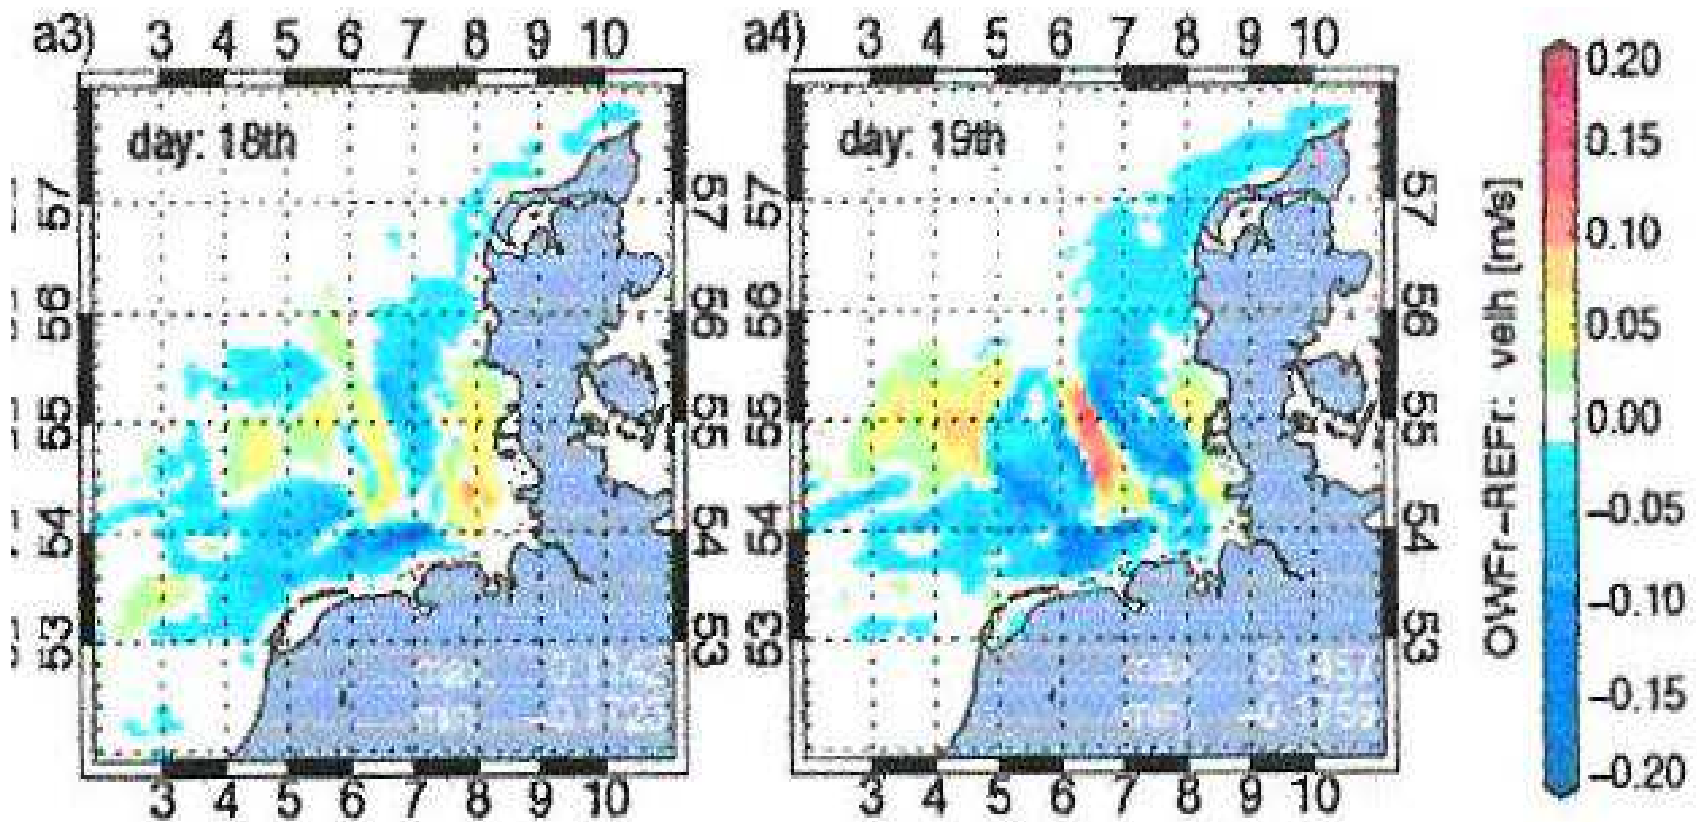 a3) 3 4 5 6 7 8 9 10
day: 18th
57 57
56 56
55 55
54 54
53 53
3 4 5 6 7 8 9 10
a4) 3 4 5 6 7 8 9 10
day: 19th
57 57
56 56
55 55
54 54
53 53
3 4 5 6 7 8 9 10
0.20
0.15
0.10
0.05
0.00
−0.05
−0.10
−0.15
−0.20
OWFr−REFr: velh [m/s]